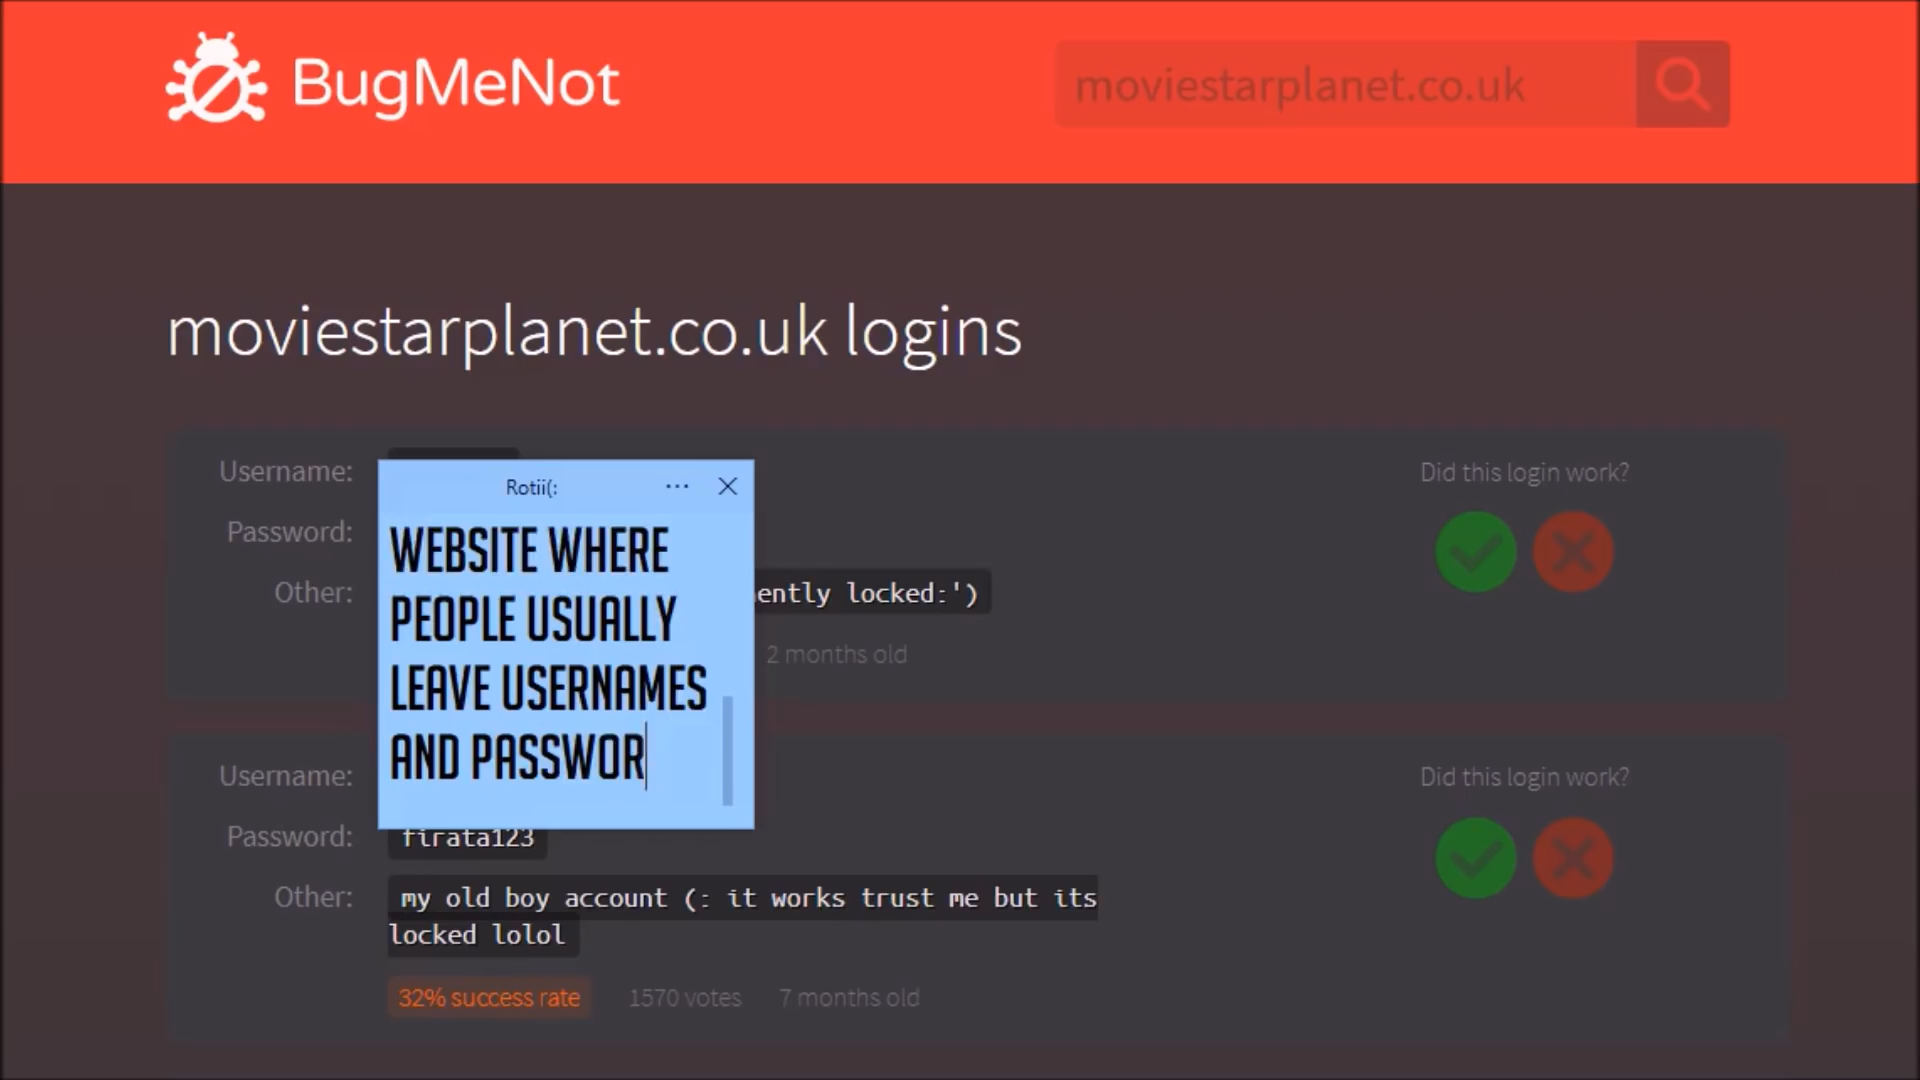 BugMeNot
moviestarplanet.co.uk
moviestarplanet.co.uk logins
Username:
Password:
Other:
ently locked:')
2 months old
Did this login work?
Rotii(:
WEBSITE WHERE
PEOPLE USUALLY
LEAVE USERNAMES
AND PASSWOR
Username:
Password:
firata123
Other:
my old boy account (: it works trust me but its
locked lolol
32% success rate
1570 votes
7 months old
Did this login work?